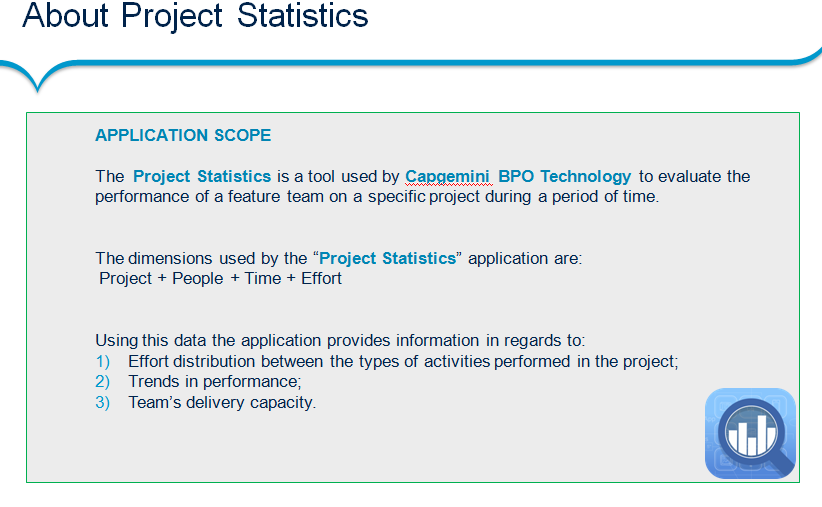 About Project Statistics
APPLICATION SCOPE
The Project Statistics is a tool used by Capgemini BPO Technology to evaluate the
performance of a feature team on a specific project during a period of time.
The dimensions used by the “Project Statistics” application are:
Project + People + Time + Effort
Using this data the application provides information in regards to:
1) Effort distribution between the types of activities performed in the project;
2) Trends in performance;
3) Team’s delivery capacity.